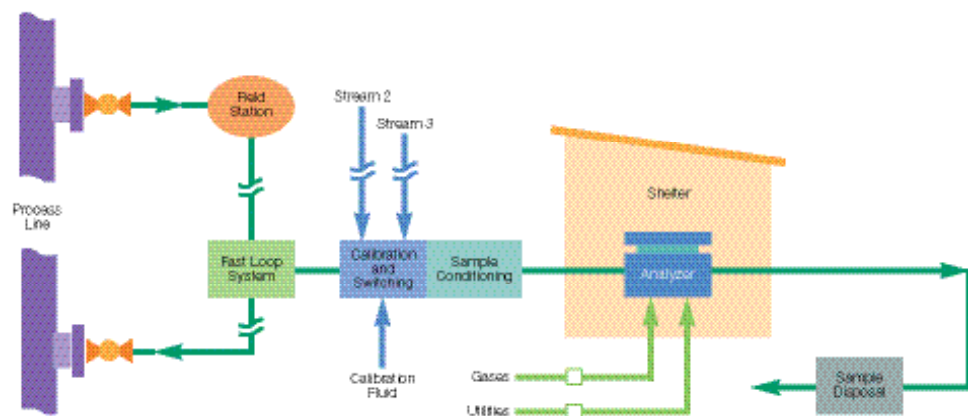 Field
Station
Stream 2
Stream 3
Process
Line
Shelter
Fast Loop
System
Calibration
and
Switching
Sample
Conditioning
Analyzer
Calibration
Fluid
Gases
Utilities
Sample
Disposal